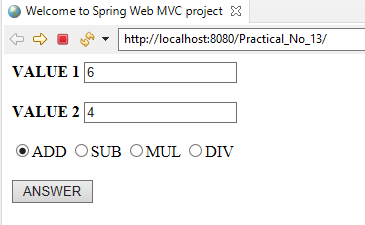 Welcome to Spring Web MVC project
http://localhost:8080/Practical_No_13/
VALUE 1 6
VALUE 2 4
ADD SUB MUL DIV
ANSWER